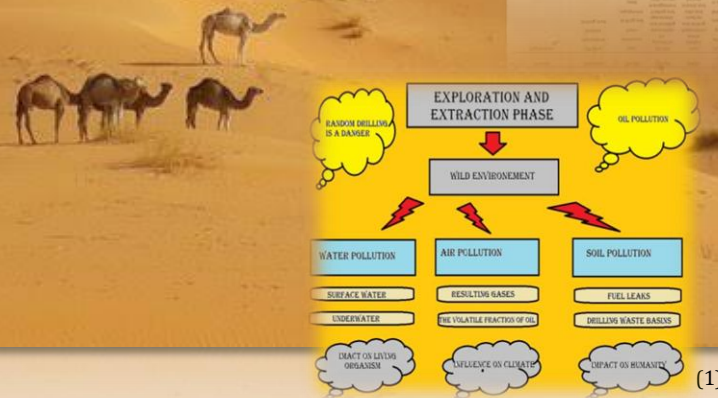 EXPLORATION AND
EXTRACTION PHASE
RANDOM DRILLING
IS A DANGER
OIL POLLUTION
WILD ENVIRONEMENT
WATER POLLUTION
AIR POLLUTION
SOIL POLLUTION
SURFACE WATER
RESULTING GASES
FUEL LEAKS
UNDERWATER
THE VOLATILE FRACTION OF OIL
DRILLING WASTE BASINS
IMACT ON LIVING
ORGANISM
INFLUENCE ON CLIMATE
IMPACT ON HUMANITY
(1)